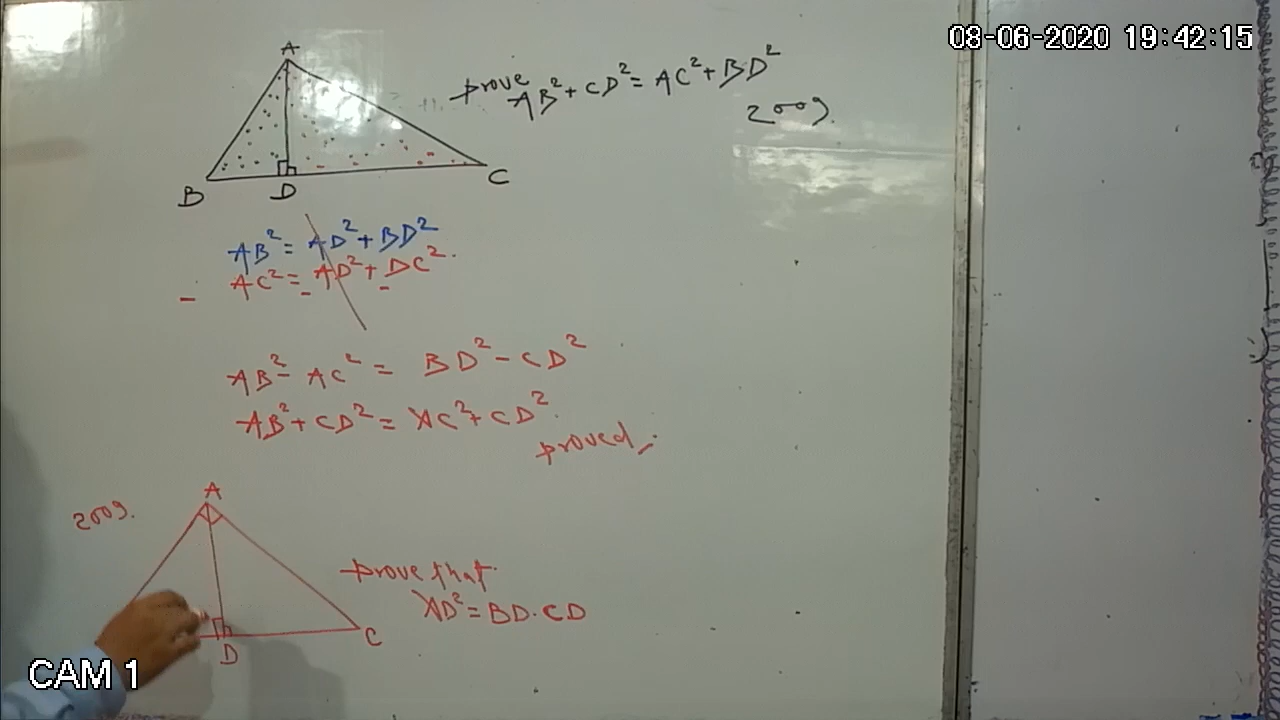 08-06-2020 19:42:15
A
prove AB²+ CD²= AC²+ BD²
2009.
B D C
AB²= AD²+ BD²
- AC²= - AD²+ - DC².
AB²- AC² = BD²- CD²
AB²+ CD²= AC²+ CD².
proved.
2009.
A
prove that
AD²= BD. CD
D C
CAM 1